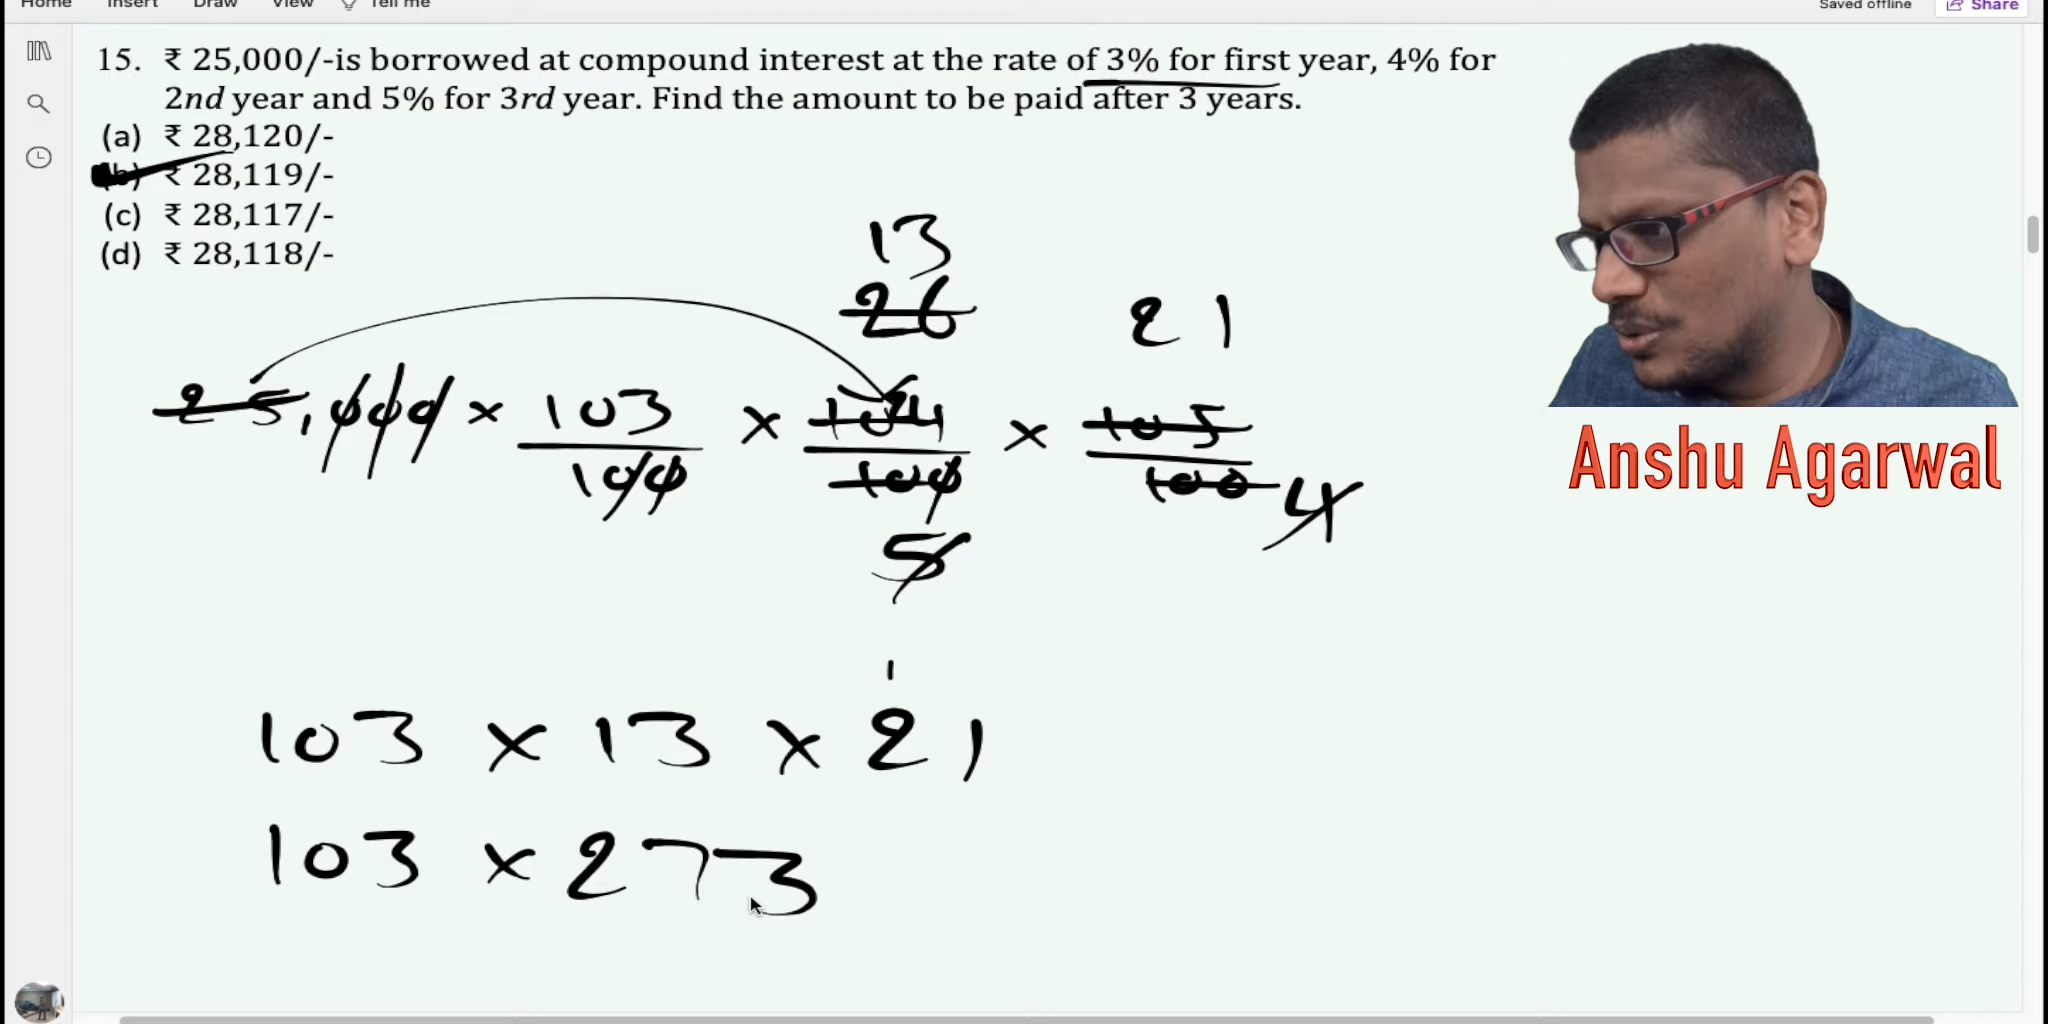 Home Insert Draw View Tell me Saved offline Share
15. ₹ 25,000/-is borrowed at compound interest at the rate of 3% for first year, 4% for
2nd year and 5% for 3rd year. Find the amount to be paid after 3 years.
(a) ₹ 28,120/-
(b) ₹ 28,119/-
(c) ₹ 28,117/-
(d) ₹ 28,118/-
13
26 21
25,000 × 103 × 104 × 105
100 100 100 4
5
Anshu Agarwal
1
103 × 13 × 21
103 × 273